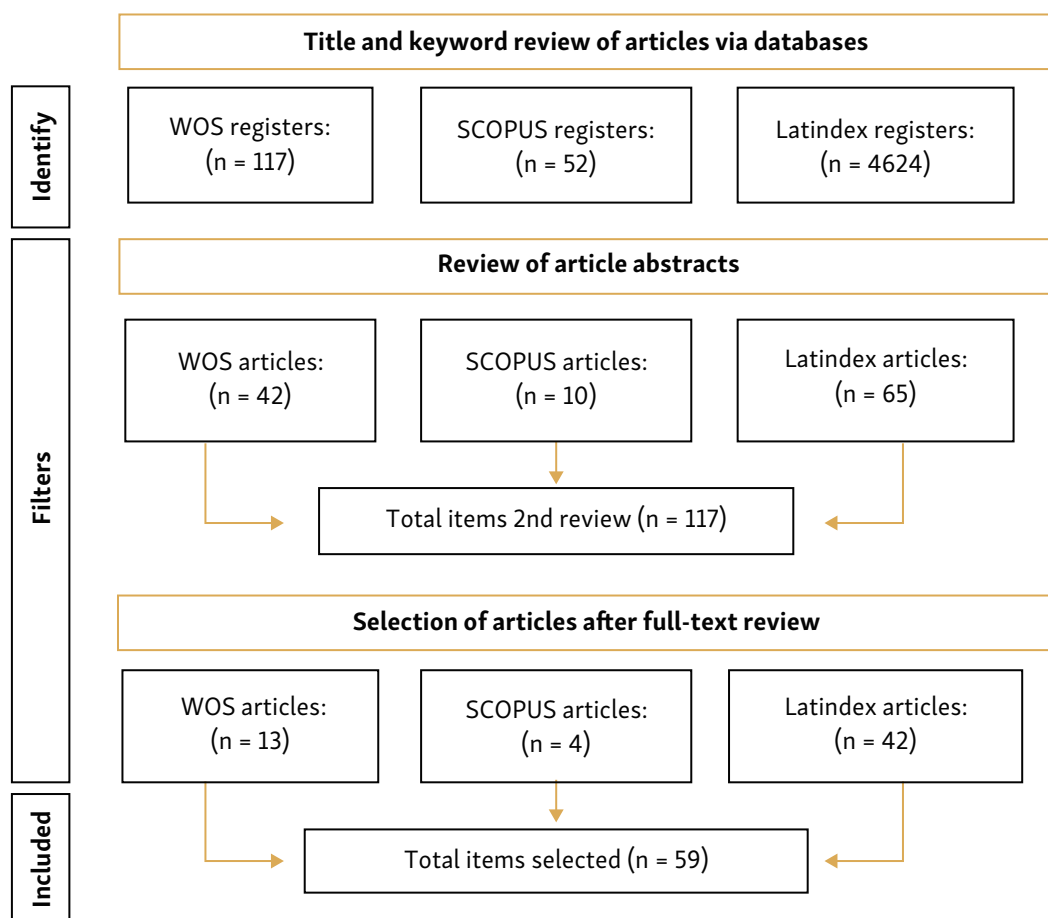 Title and keyword review of articles via databases
Identify
WOS registers:
(n = 117)
SCOPUS registers:
(n = 52)
Latindex registers:
(n = 4624)
Filters
Review of article abstracts
WOS articles:
(n = 42)
SCOPUS articles:
(n = 10)
Latindex articles:
(n = 65)
Total items 2nd review (n = 117)
Selection of articles after full-text review
WOS articles:
(n = 13)
SCOPUS articles:
(n = 4)
Latindex articles:
(n = 42)
Included
Total items selected (n = 59)